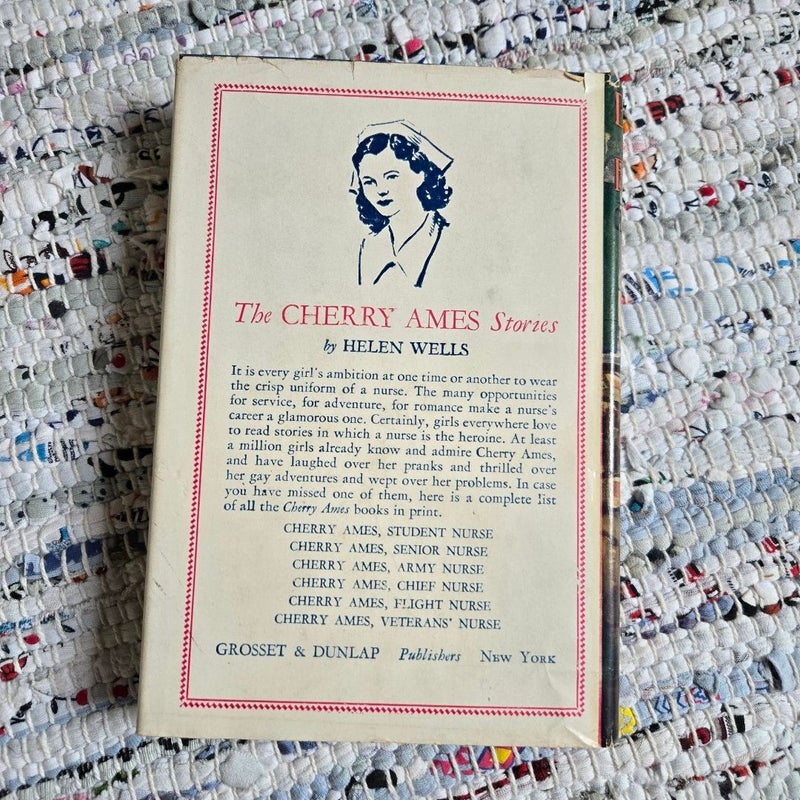 The CHERRY AMES Stories
by HELEN WELLS
It is every girl's ambition at one time or another to wear
the crisp uniform of a nurse. The many opportunities
for service, for adventure, for romance make a nurse's
career a glamorous one. Certainly, girls everywhere love
to read stories in which a nurse is the heroine. At least
a million girls already know and admire Cherry Ames,
and have laughed over her pranks and thrilled over
her gay adventures and wept over her problems. In case
you have missed one of them, here is a complete list
of all the Cherry Ames books in print.
CHERRY AMES, STUDENT NURSE
CHERRY AMES, SENIOR NURSE
CHERRY AMES, ARMY NURSE
CHERRY AMES, CHIEF NURSE
CHERRY AMES, FLIGHT NURSE
CHERRY AMES, VETERANS' NURSE
GROSSET & DUNLAP Publishers NEW YORK